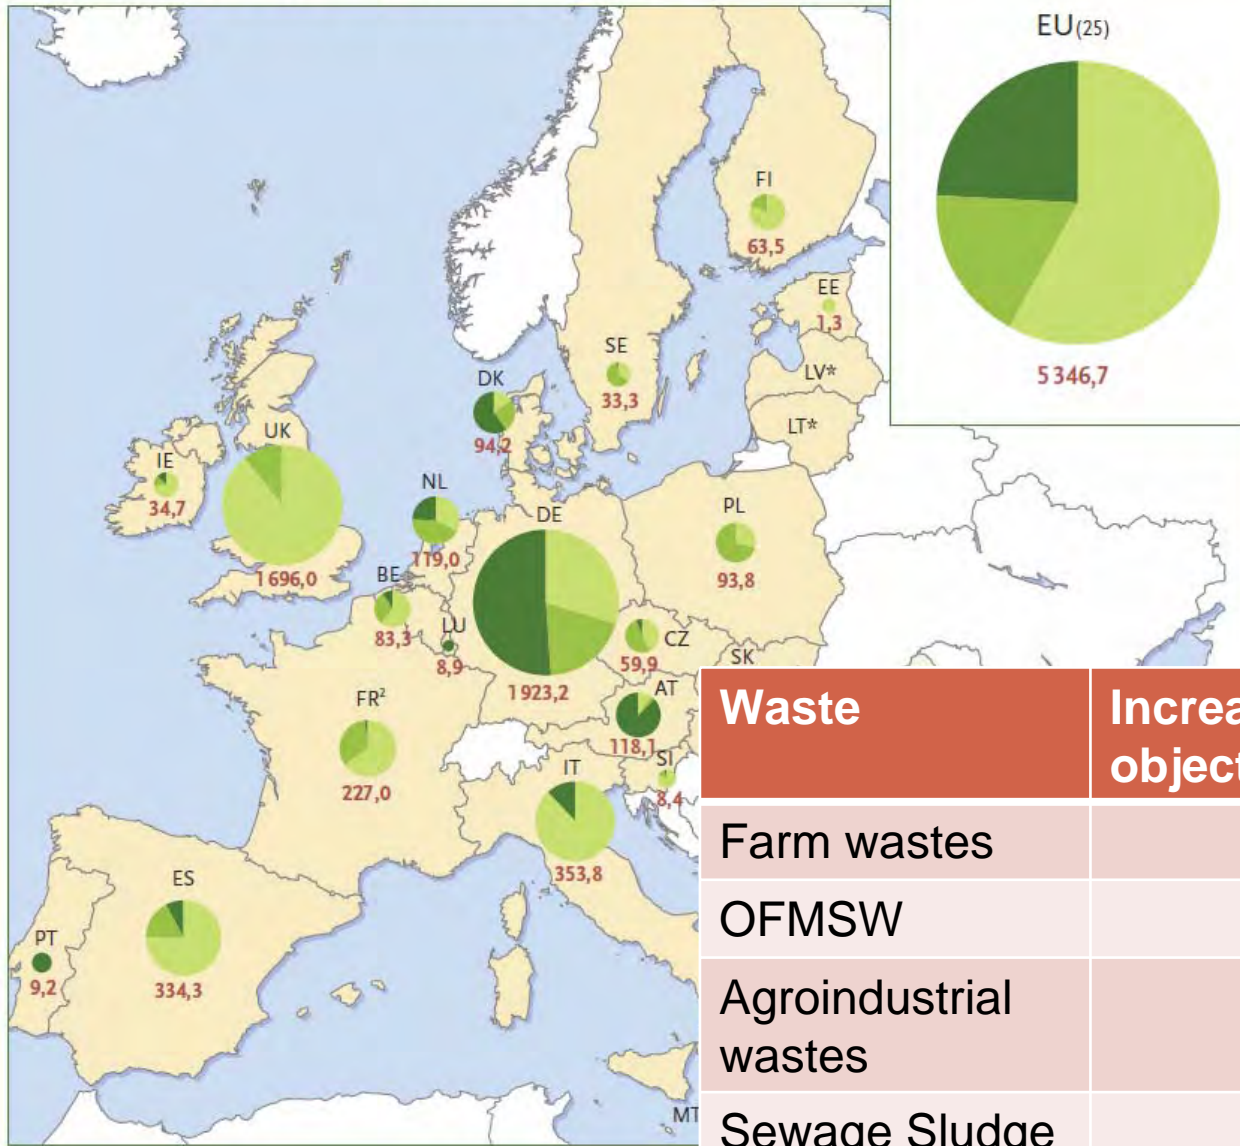 EU(25)
5 346,7
FI
63,5
EE
1,3
SE
33,3
LV*
DK
94,2
LT*
UK
1 696,0
IE
34,7
NL
119,0
DE
1 923,2
PL
93,8
BE
83,3
LU
8,9
CZ
59,9
SK
FR²
227,0
AT
118,1
SI
8,4
IT
353,8
ES
334,3
PT
9,2
MT
Waste
Increa
object
Farm wastes
OFMSW
Agroindustrial
wastes
Sewage Sludge